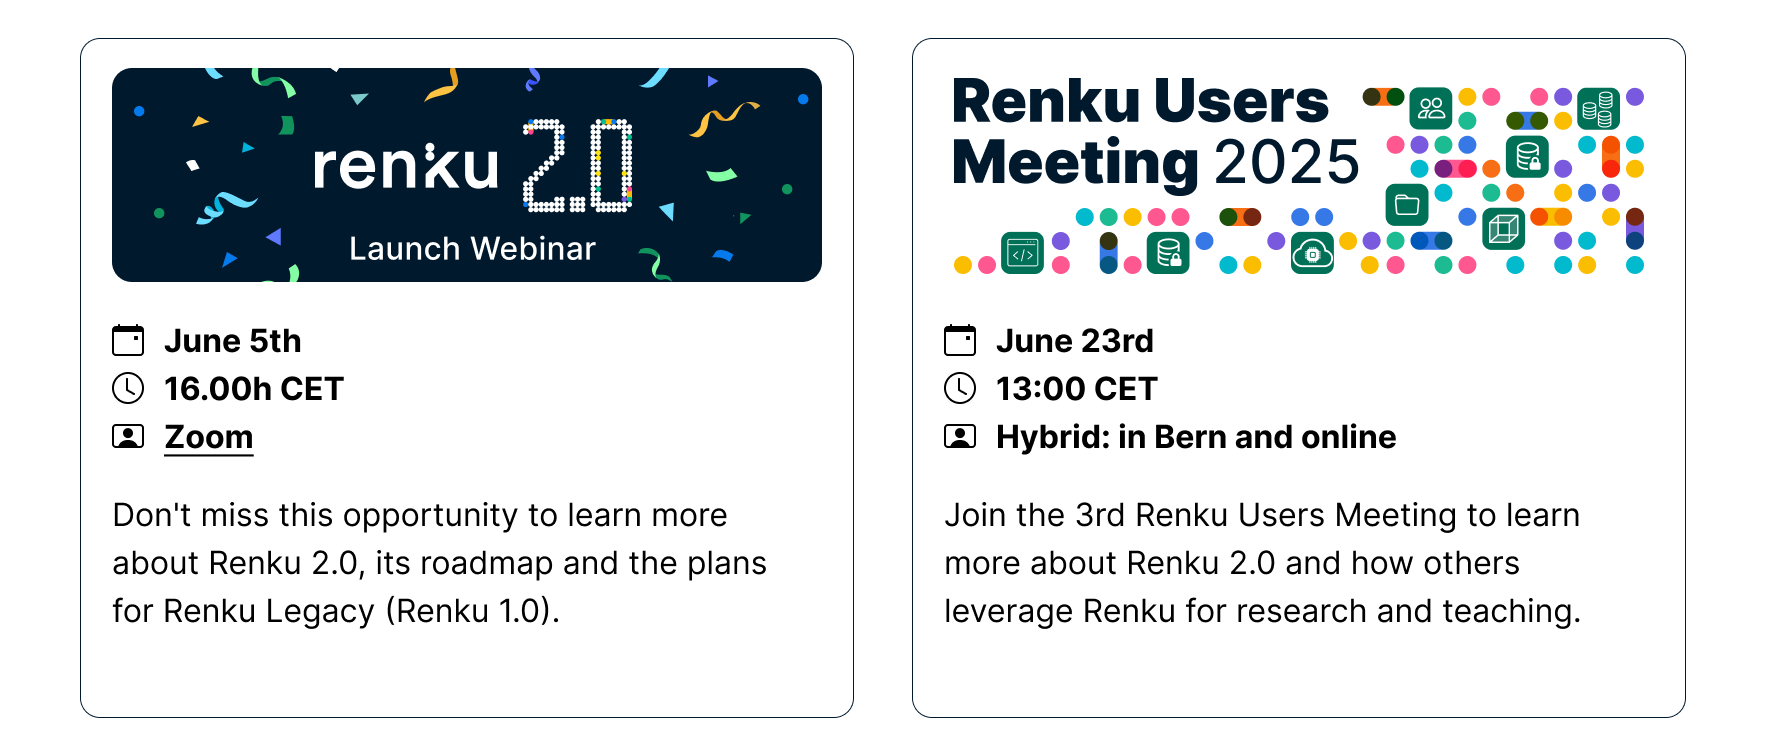 renku 2.0
Launch Webinar
June 5th
16.00h CET
Zoom
Don't miss this opportunity to learn more
about Renku 2.0, its roadmap and the plans
for Renku Legacy (Renku 1.0).
Renku Users
Meeting 2025
</>
June 23rd
13:00 CET
Hybrid: in Bern and online
Join the 3rd Renku Users Meeting to learn
more about Renku 2.0 and how others
leverage Renku for research and teaching.